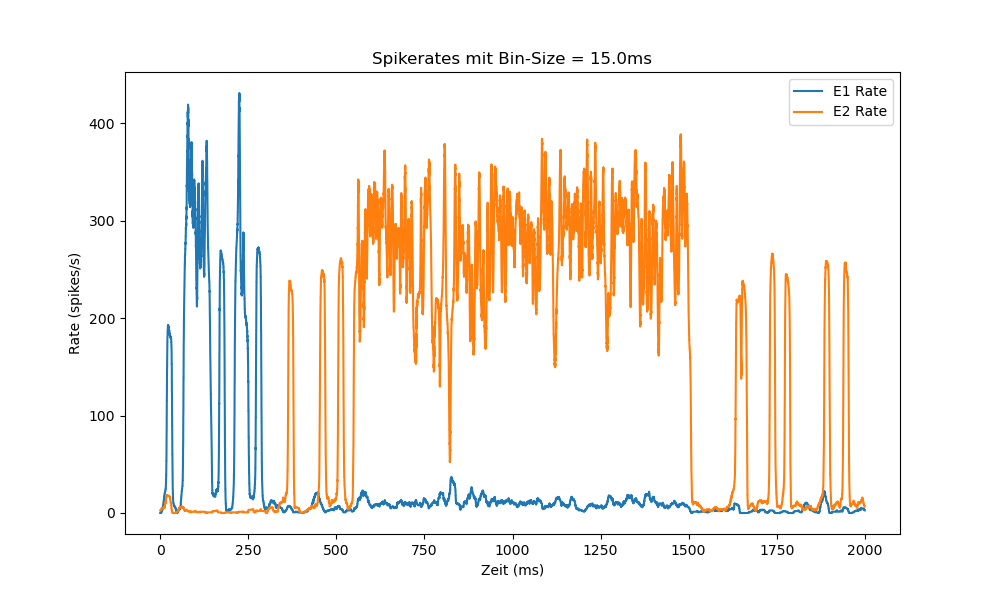 Spikerates mit Bin-Size = 15.0ms
E1 Rate
E2 Rate
Rate (spikes/s)
400
300
200
100
0
0 250 500 750 1000 1250 1500 1750 2000
Zeit (ms)